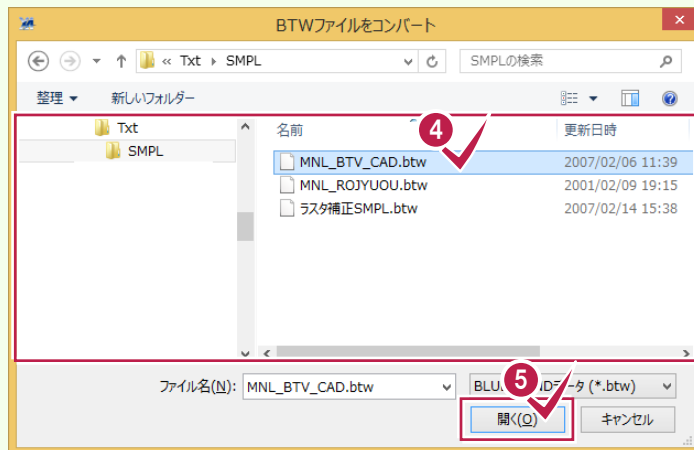 BTWファイルをコンバート
« Txt ▸ SMPL
SMPLの検索
整理 ▼ 新しいフォルダー
Txt
SMPL
名前 更新日時
4
MNL_BTV_CAD.btw 2007/02/06 11:39
MNL_ROJYUOU.btw 2001/02/09 19:15
ラスタ補正SMPL.btw 2007/02/14 15:38
ファイル名(N): MNL_BTV_CAD.btw
(*.btw)
5
開く(O) キャンセル